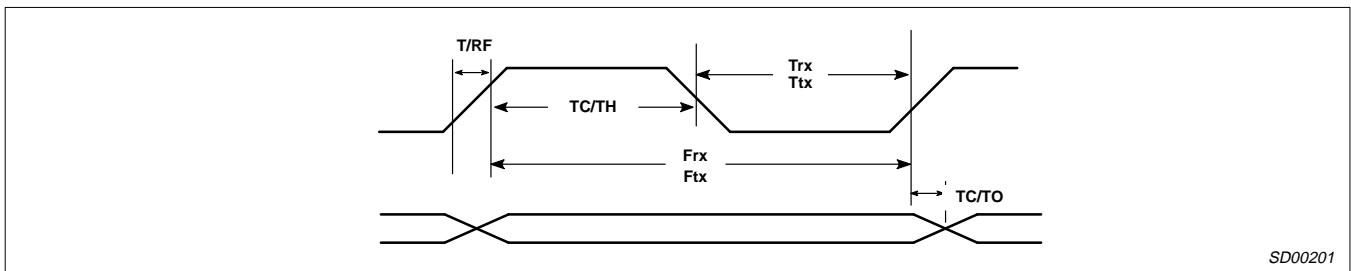 T/RF
Trx
Ttx
TC/TH
Frx
Ftx
TC/TO
SD00201